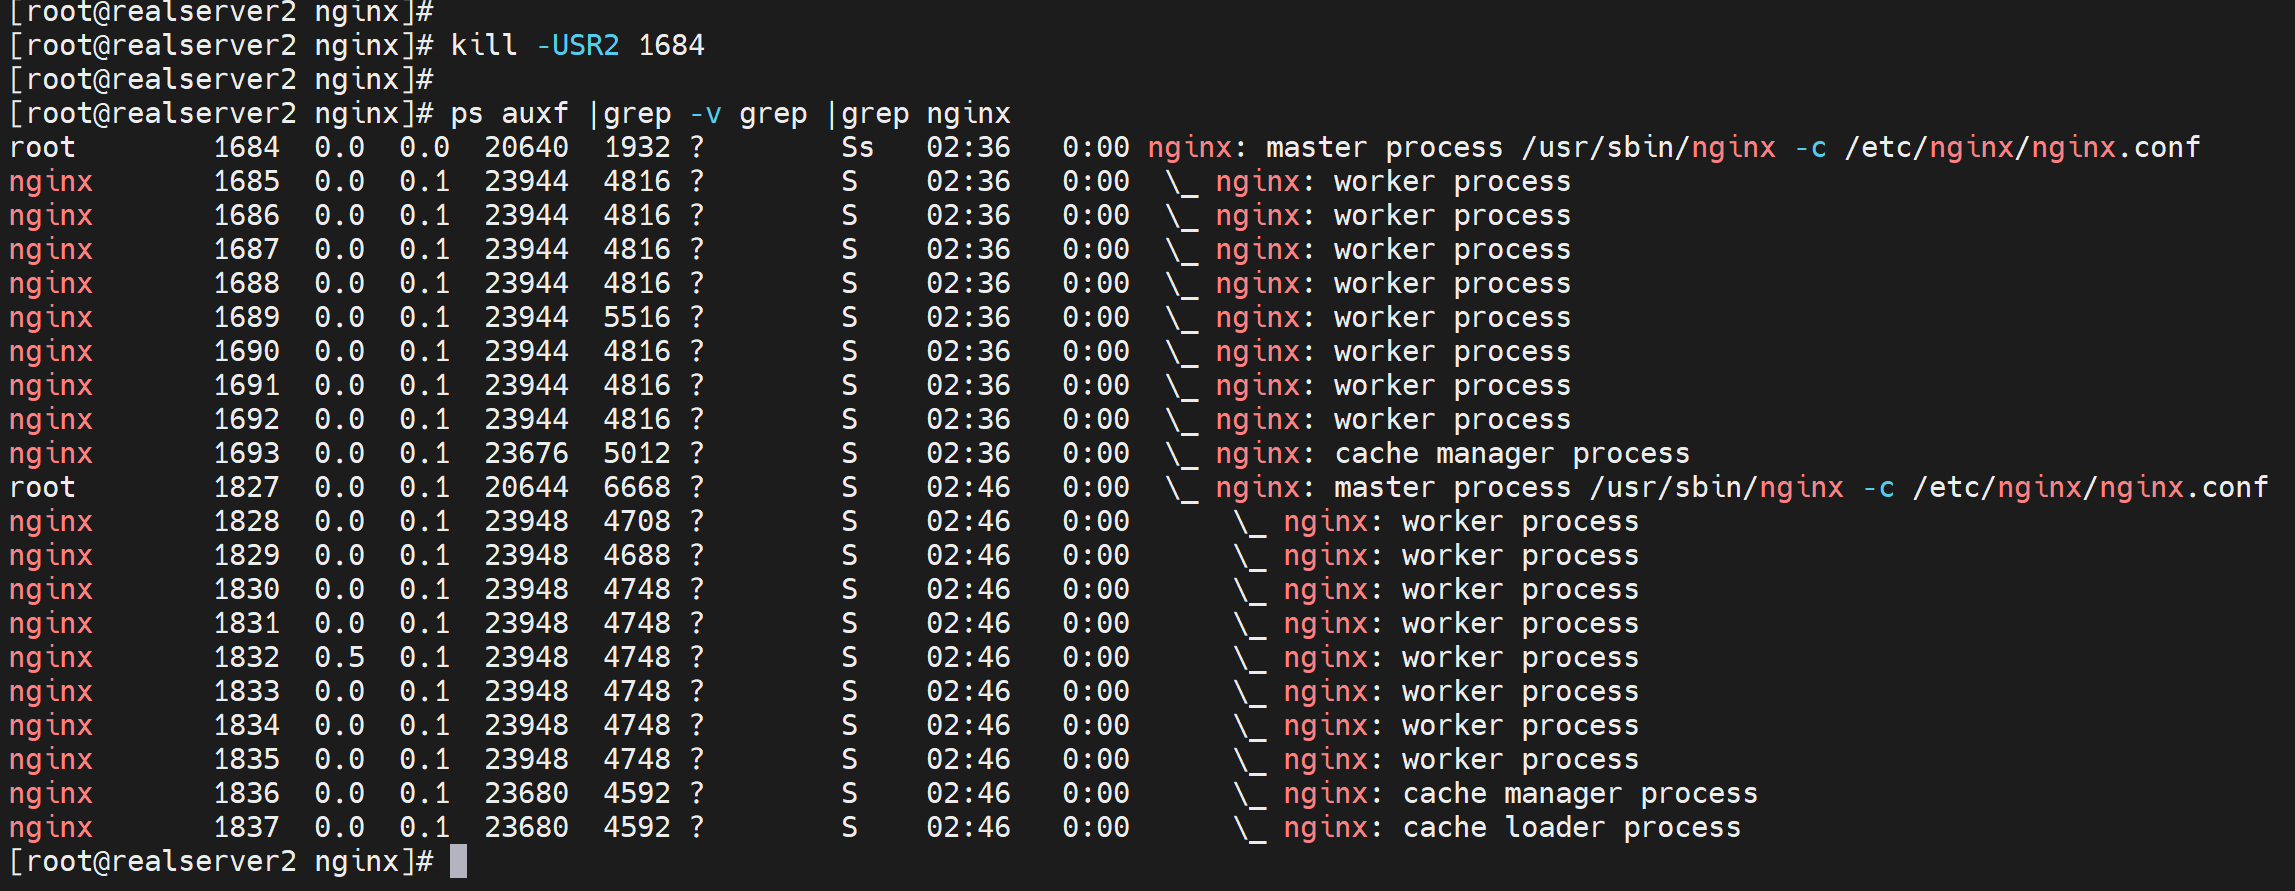 [root@realserver2 nginx]#
[root@realserver2 nginx]# kill -USR2 1684
[root@realserver2 nginx]#
[root@realserver2 nginx]# ps auxf |grep -v grep |grep nginx
root        1684  0.0  0.0  20640  1932 ?        Ss   02:36   0:00 nginx: master process /usr/sbin/nginx -c /etc/nginx/nginx.conf
nginx       1685  0.0  0.1  23944  4816 ?        S    02:36   0:00  \_ nginx: worker process
nginx       1686  0.0  0.1  23944  4816 ?        S    02:36   0:00  \_ nginx: worker process
nginx       1687  0.0  0.1  23944  4816 ?        S    02:36   0:00  \_ nginx: worker process
nginx       1688  0.0  0.1  23944  4816 ?        S    02:36   0:00  \_ nginx: worker process
nginx       1689  0.0  0.1  23944  5516 ?        S    02:36   0:00  \_ nginx: worker process
nginx       1690  0.0  0.1  23944  4816 ?        S    02:36   0:00  \_ nginx: worker process
nginx       1691  0.0  0.1  23944  4816 ?        S    02:36   0:00  \_ nginx: worker process
nginx       1692  0.0  0.1  23944  4816 ?        S    02:36   0:00  \_ nginx: worker process
nginx       1693  0.0  0.1  23676  5012 ?        S    02:36   0:00  \_ nginx: cache manager process
root        1827  0.0  0.1  20644  6668 ?        S    02:46   0:00  \_ nginx: master process /usr/sbin/nginx -c /etc/nginx/nginx.conf
nginx       1828  0.0  0.1  23948  4708 ?        S    02:46   0:00      \_ nginx: worker process
nginx       1829  0.0  0.1  23948  4688 ?        S    02:46   0:00      \_ nginx: worker process
nginx       1830  0.0  0.1  23948  4748 ?        S    02:46   0:00      \_ nginx: worker process
nginx       1831  0.0  0.1  23948  4748 ?        S    02:46   0:00      \_ nginx: worker process
nginx       1832  0.5  0.1  23948  4748 ?        S    02:46   0:00      \_ nginx: worker process
nginx       1833  0.0  0.1  23948  4748 ?        S    02:46   0:00      \_ nginx: worker process
nginx       1834  0.0  0.1  23948  4748 ?        S    02:46   0:00      \_ nginx: worker process
nginx       1835  0.0  0.1  23948  4748 ?        S    02:46   0:00      \_ nginx: worker process
nginx       1836  0.0  0.1  23680  4592 ?        S    02:46   0:00      \_ nginx: cache manager process
nginx       1837  0.0  0.1  23680  4592 ?        S    02:46   0:00      \_ nginx: cache loader process
[root@realserver2 nginx]#